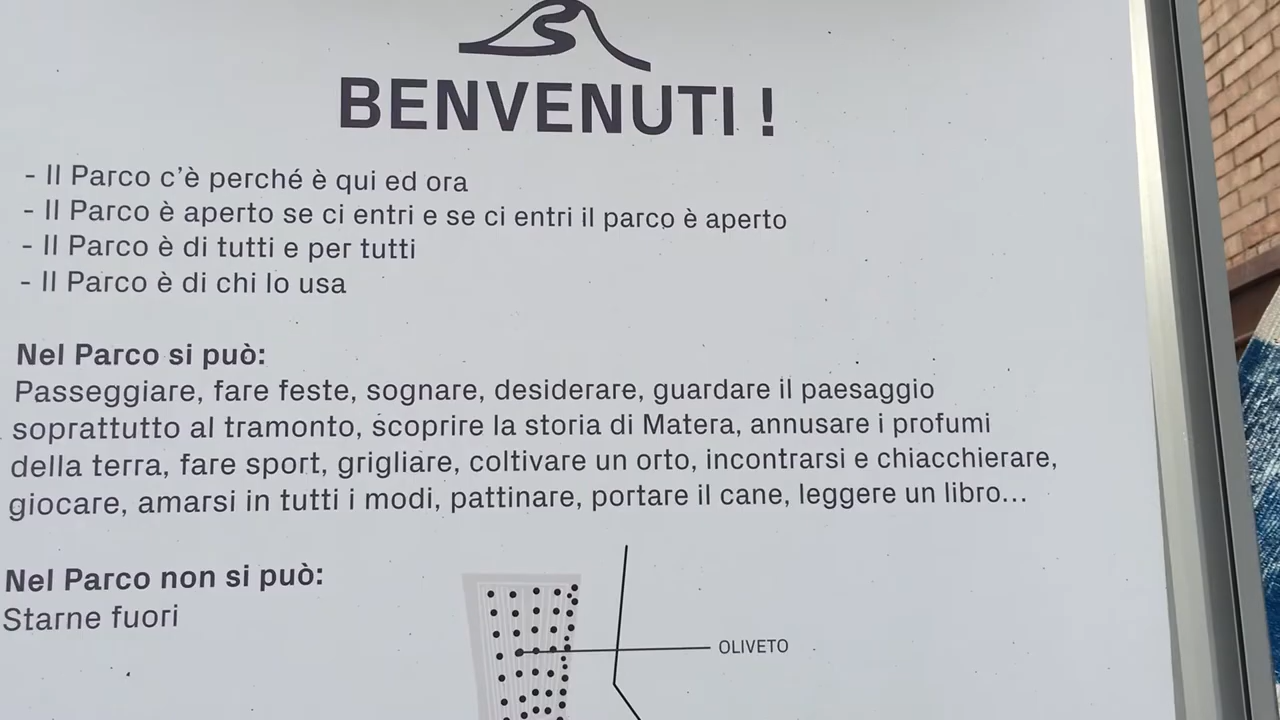 BENVENUTI !
- Il Parco c'è perché è qui ed ora
- Il Parco è aperto se ci entri e se ci entri il parco è aperto
- Il Parco è di tutti e per tutti
- Il Parco è di chi lo usa
Nel Parco si può:
Passeggiare, fare feste, sognare, desiderare, guardare il paesaggio
soprattutto al tramonto, scoprire la storia di Matera, annusare i profumi
della terra, fare sport, grigliare, coltivare un orto, incontrarsi e chiacchierare,
giocare, amarsi in tutti i modi, pattinare, portare il cane, leggere un libro...
Nel Parco non si può:
Starne fuori
OLIVETO